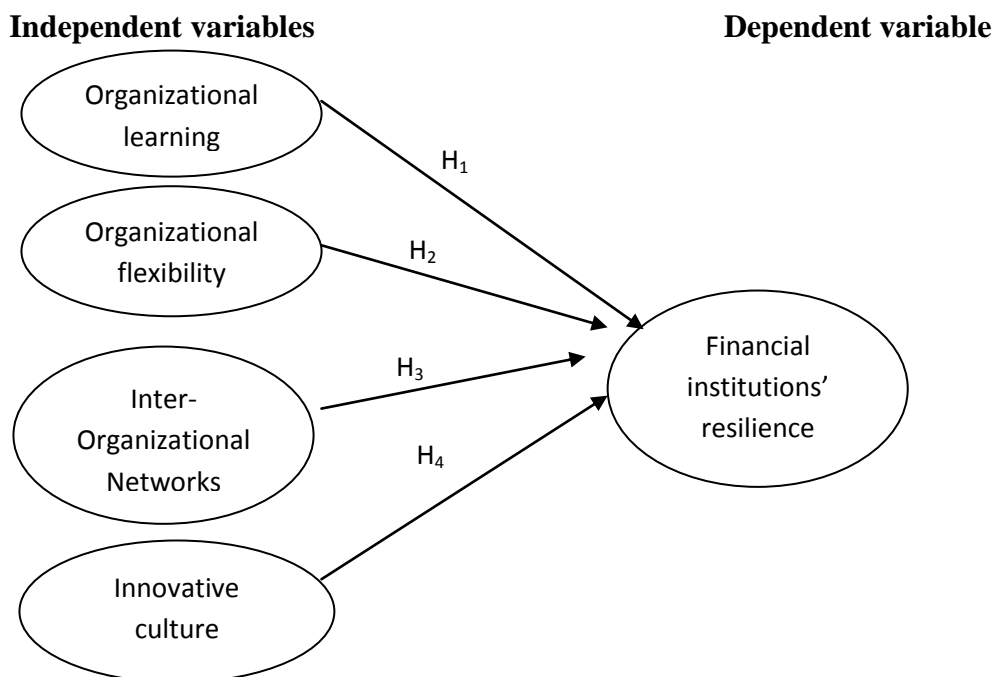 Independent variables
Dependent variable
Organizational
learning
H₁
Organizational
flexibility
H₂
H₃
Inter-
Organizational
Networks
H₄
Innovative
culture
Financial
institutions’
resilience